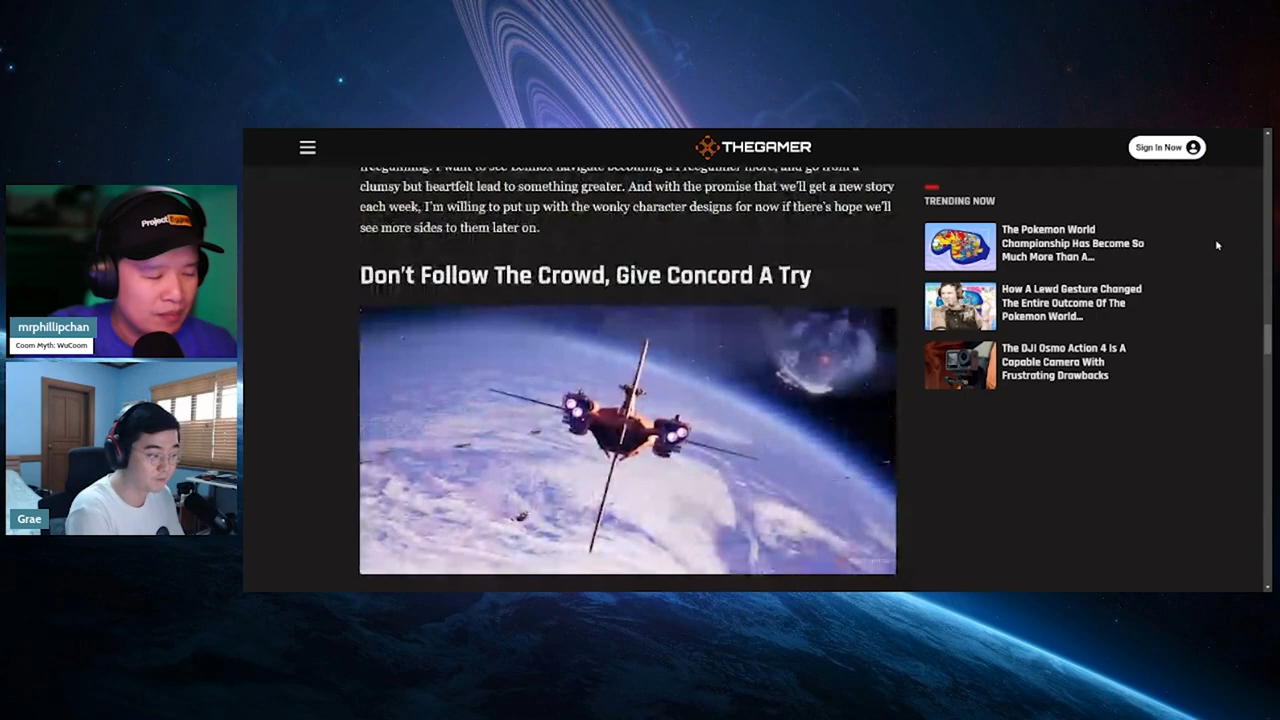 THEGAMER
Sign In Now
clumsy but heartfelt lead to something greater. And with the promise that we'll get a new story
each week, I'm willing to put up with the wonky character designs for now if there's hope we'll
see more sides to them later on.
Don't Follow The Crowd, Give Concord A Try
TRENDING NOW
The Pokemon World
Championship Has Become So
Much More Than A...
How A Lewd Gesture Changed
The Entire Outcome Of The
Pokemon World...
The DJI Osmo Action 4 Is A
Capable Camera With
Frustrating Drawbacks
Project
mrphillipchan
Coom Myth: WuCoom
Grae